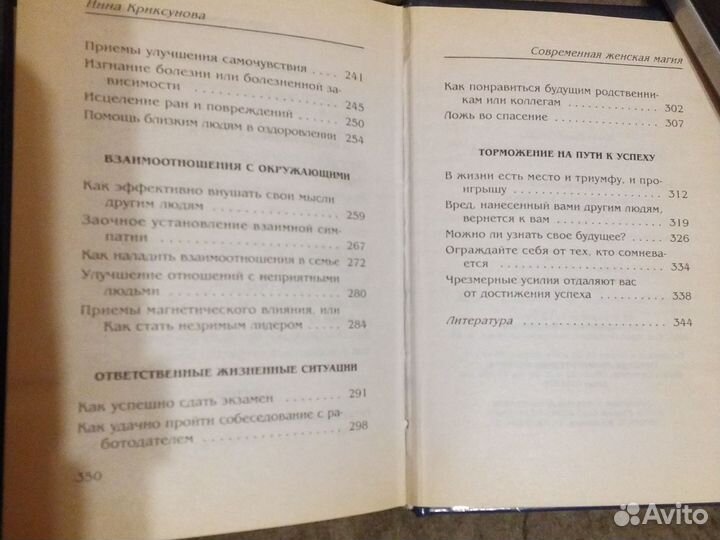 Инна Криксунова
Приемы улучшения самочувствия .... 241
Изгнание болезни или болезненной за-
висимости .... 245
Исцеление ран и повреждений .... 250
Помощь близким людям в оздоровлении 254
ВЗАИМООТНОШЕНИЯ С ОКРУЖАЮЩИМИ
Как эффективно внушать свои мысли
другим людям .... 259
Заочное установление взаимной сим-
патии .... 267
Как наладить взаимоотношения в семье 272
Улучшение отношений с неприятными
людьми .... 280
Приемы магнетического влияния, или
Как стать незримым лидером .... 284
ОТВЕТСТВЕННЫЕ ЖИЗНЕННЫЕ СИТУАЦИИ
Как успешно сдать экзамен .... 291
Как удачно пройти собеседование с ра-
ботодателем .... 298
350
Современная женская магия
Как понравиться будущим родственни-
кам или коллегам .... 302
Ложь во спасение .... 307
ТОРМОЖЕНИЕ НА ПУТИ К УСПЕХУ
В жизни есть место и триумфу, и про-
игрышу .... 312
Вред, нанесенный вами другим людям,
вернется к вам .... 319
Можно ли узнать свое будущее? .... 326
Ограждайте себя от тех, кто сомнева-
ется .... 334
Чрезмерные усилия отдаляют вас
от достижения успеха .... 338
Литература .... 344
Avito